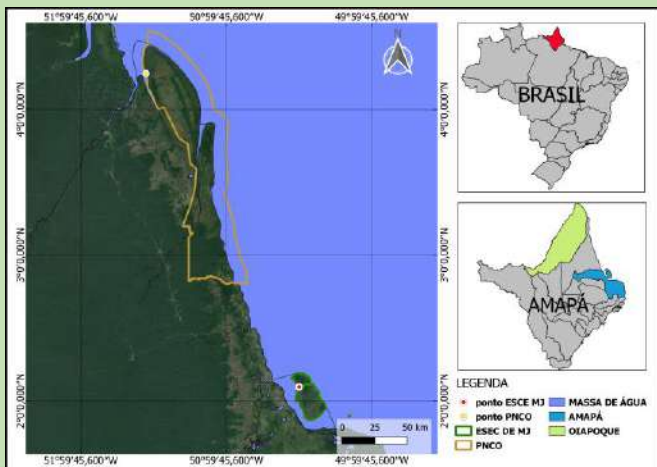 51°59'45,600"W 50°59'45,600"W 49°59'45,600"W
N
4°0'0,000"N
4°0'0,000"N
3°0'0,000"N
3°0'0,000"N
2°0'0,000"N
2°0'0,000"N
0 25 50 km
51°59'45,600"W 50°59'45,600"W 49°59'45,600"W
BRASIL
AMAPÁ
LEGENDA
ponto ESCE MJ
ponto PNCO
ESEC DE MJ
PNCO
MASSA DE ÁGUA
AMAPÁ
OIAPOQUE